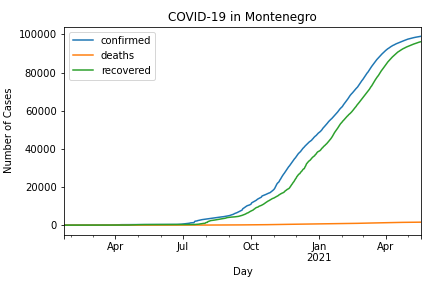 COVID-19 in Montenegro
confirmed
deaths
recovered
Number of Cases
100000
80000
60000
40000
20000
0
Apr
Jul
Oct
Jan
2021
Apr
Day